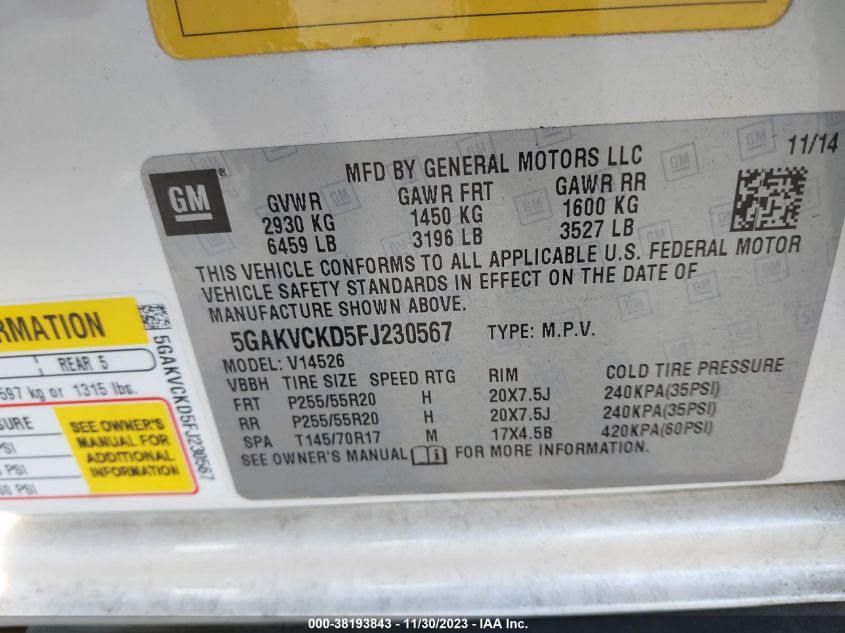 GM
MFD BY GENERAL MOTORS LLC
11/14
GVWR GAWR FRT GAWR RR
2930 KG 1450 KG 1600 KG
6459 LB 3196 LB 3527 LB
THIS VEHICLE CONFORMS TO ALL APPLICABLE U.S. FEDERAL MOTOR
VEHICLE SAFETY STANDARDS IN EFFECT ON THE DATE OF
MANUFACTURE SHOWN ABOVE.
5GAKVCKD5FJ230567 TYPE: M.P.V.
MODEL: V14526
VBBH TIRE SIZE SPEED RTG RIM COLD TIRE PRESSURE
FRT P255/55R20 H 20X7.5J 240KPA(35PSI)
RR P255/55R20 H 20X7.5J 240KPA(35PSI)
SPA T145/70R17 M 17X4.5B 420KPA(60PSI)
SEE OWNER'S MANUAL FOR MORE INFORMATION.
RMATION
REAR 5
597 kg or 1315 lbs.
SURE
PSI
PSI
60 PSI
SEE OWNER'S
MANUAL FOR
ADDITIONAL
INFORMATION
5GAKVCKD5FJ230567
000-38193843 - 11/30/2023 - IAA Inc.